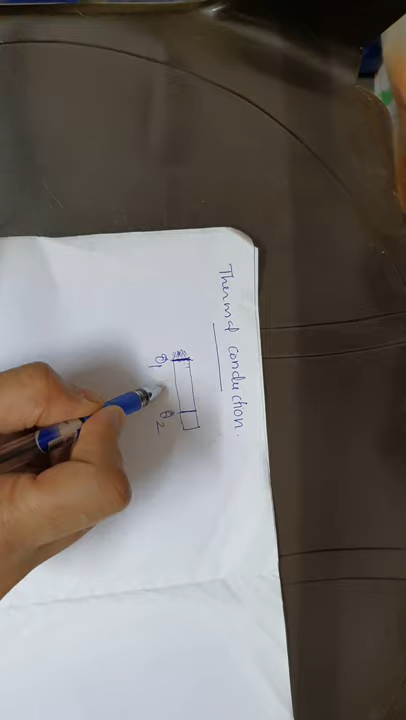 Thermal conduction.
θ1 θ2